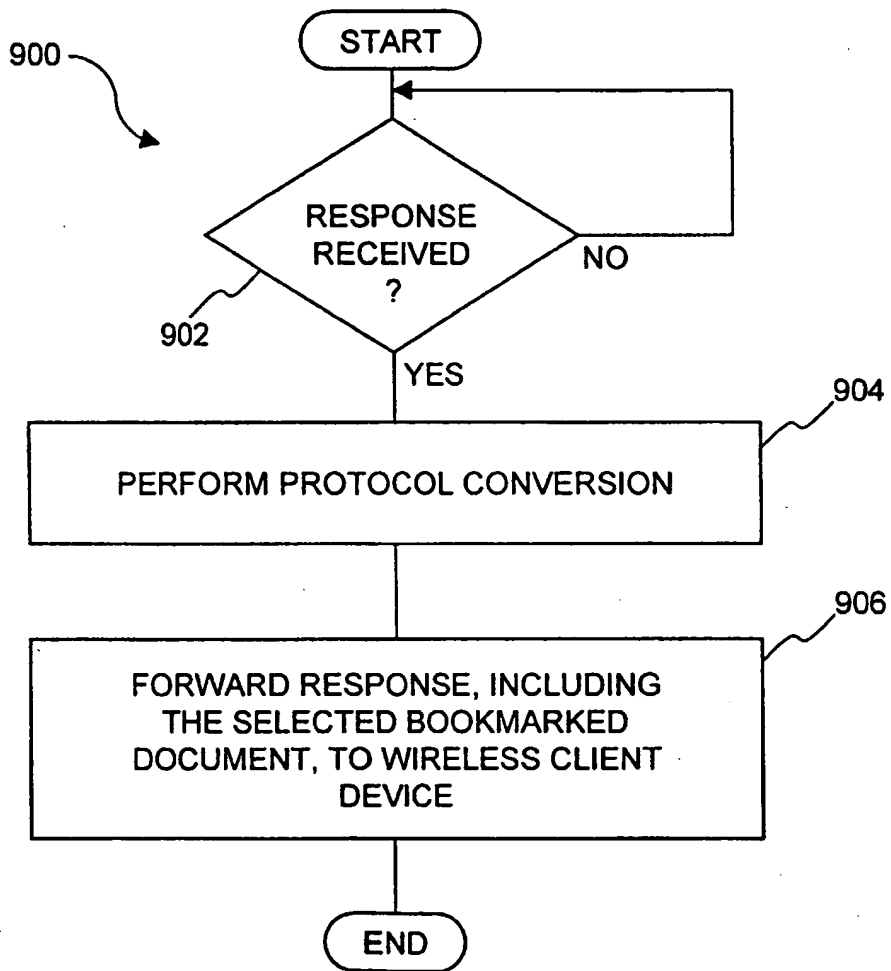 START
900
RESPONSE
RECEIVED
?
NO
902
YES
904
PERFORM PROTOCOL CONVERSION
906
FORWARD RESPONSE, INCLUDING
THE SELECTED BOOKMARKED
DOCUMENT, TO WIRELESS CLIENT
DEVICE
END